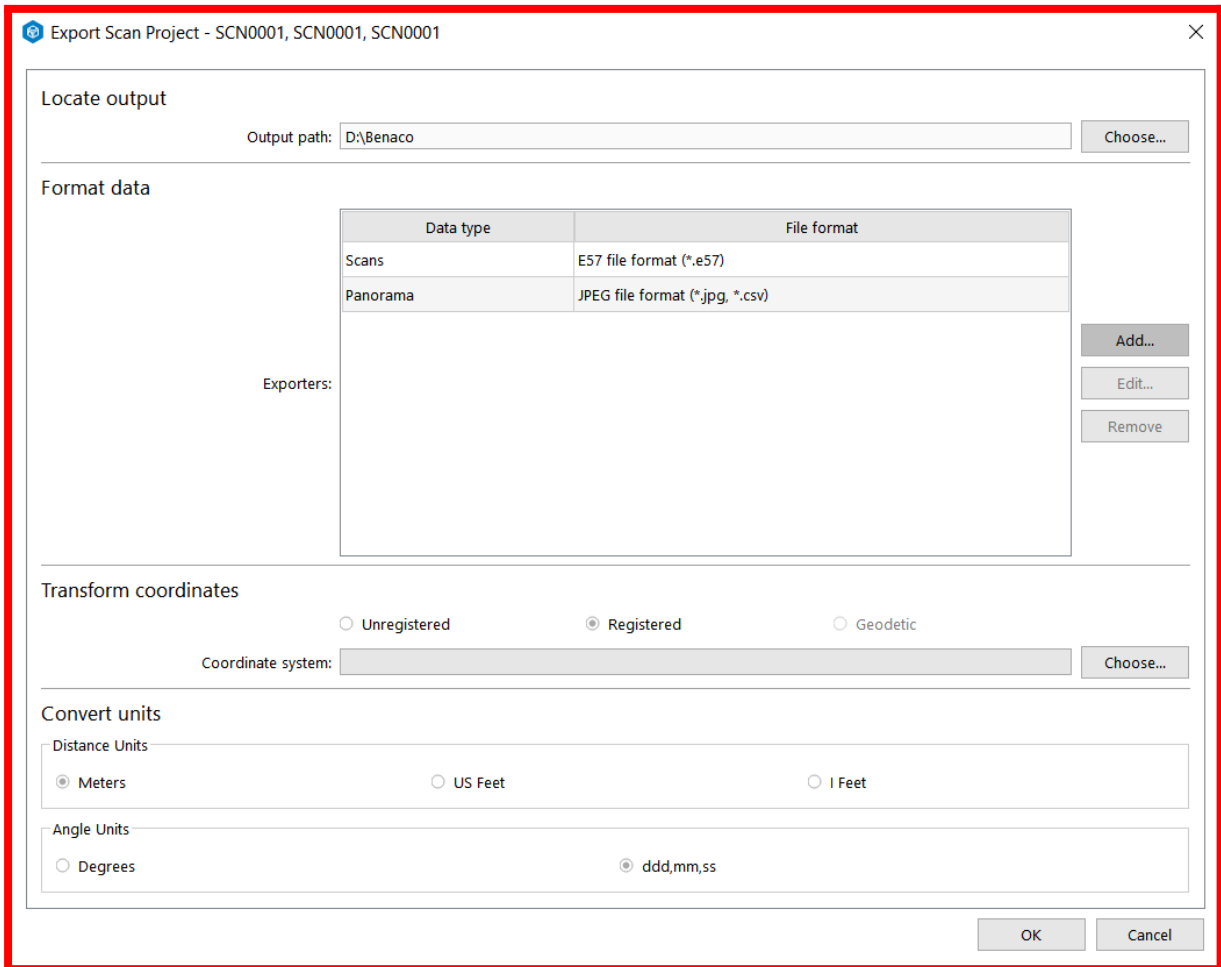 Export Scan Project - SCN0001, SCN0001, SCN0001
Locate output
Output path: D:\Benaco Choose...
Format data
Data type File format
Scans E57 file format (*.e57)
Panorama JPEG file format (*.jpg, *.csv)
Add...
Exporters: Edit...
Remove
Transform coordinates
Unregistered Registered Geodetic
Coordinate system: Choose...
Convert units
Distance Units
Meters US Feet I Feet
Angle Units
Degrees ddd,mm,ss
OK Cancel